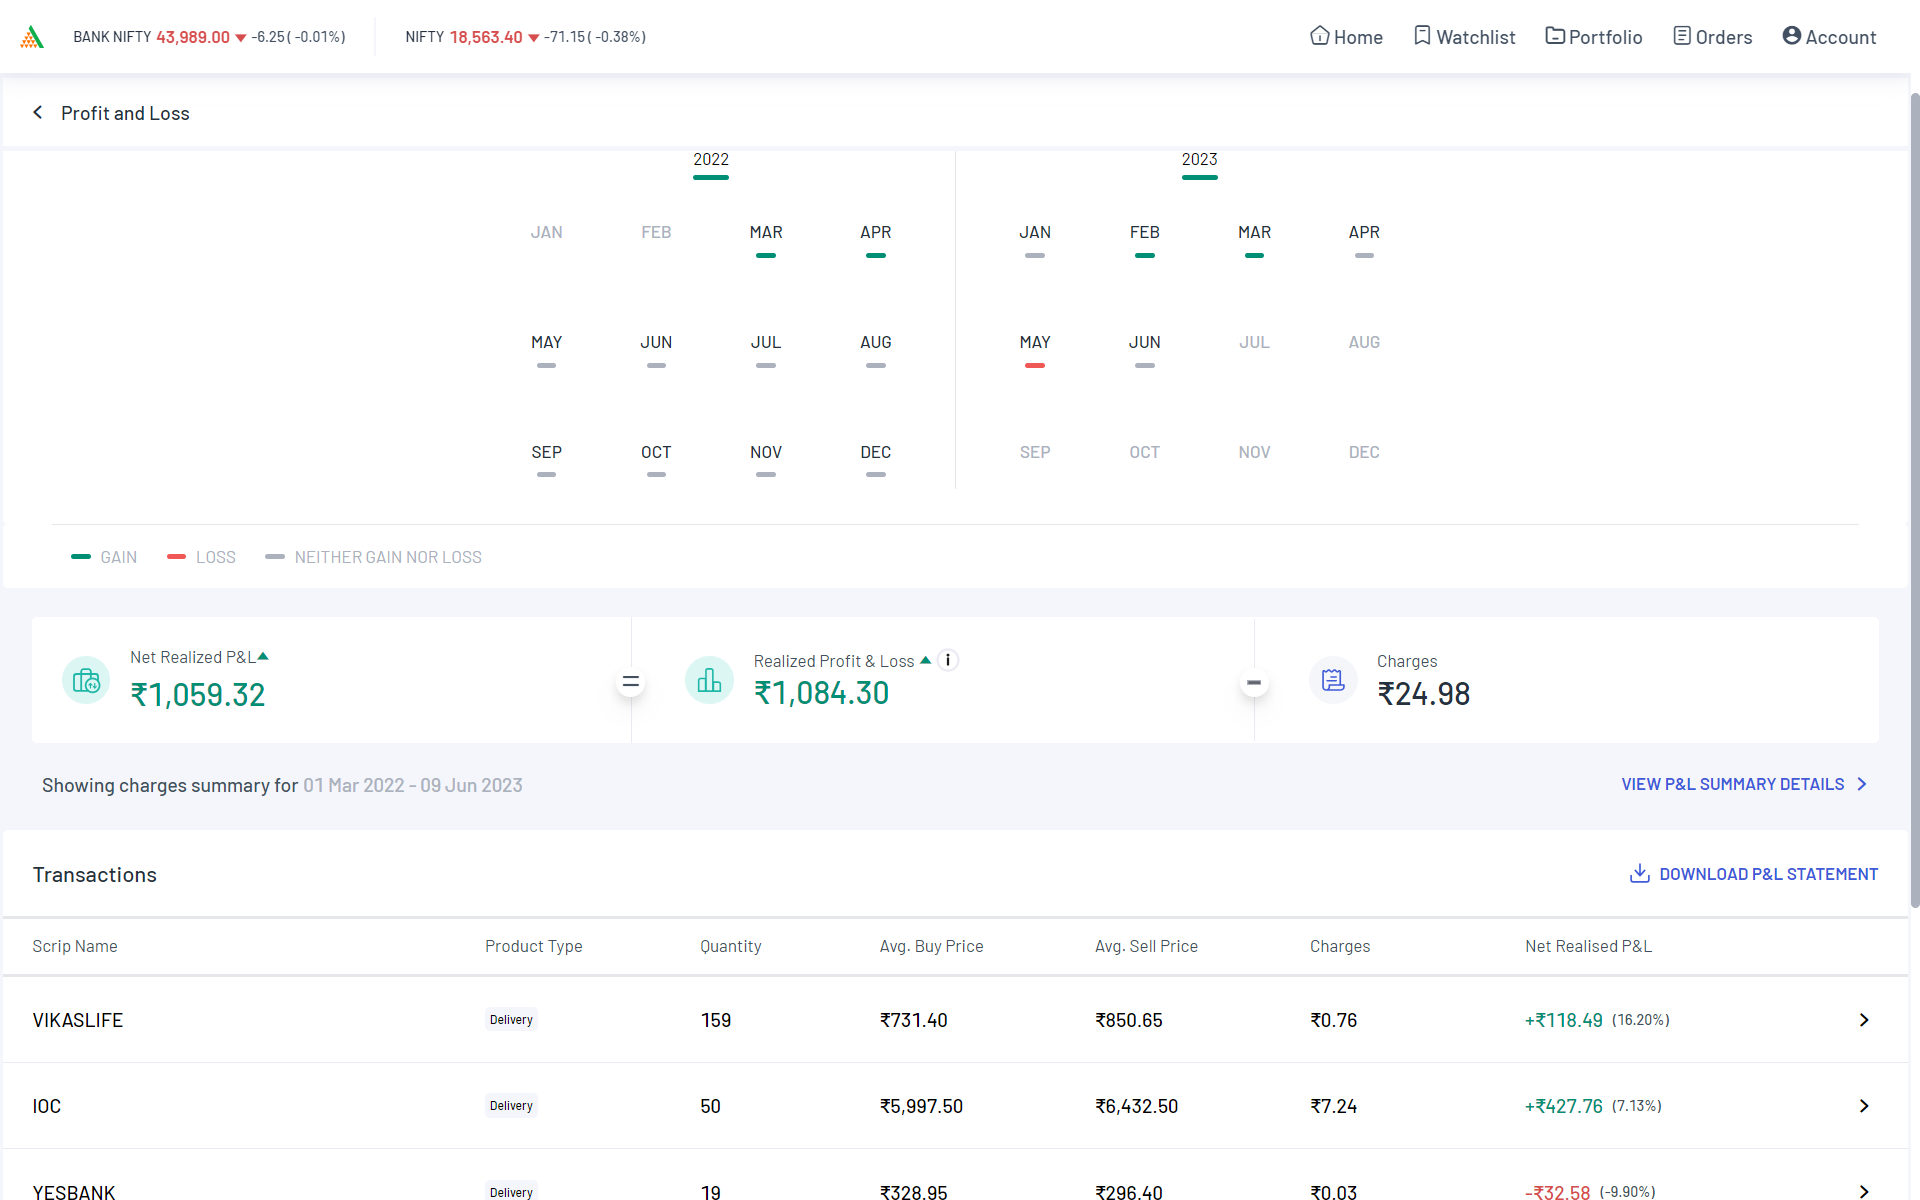 BANK NIFTY 43,989.00 -6.25 ( -0.01%) NIFTY 18,563.40 -71.15 ( -0.38%) Home Watchlist Portfolio Orders Account
Profit and Loss
2022 2023
JAN FEB MAR APR JAN FEB MAR APR
MAY JUN JUL AUG MAY JUN JUL AUG
SEP OCT NOV DEC SEP OCT NOV DEC
GAIN LOSS NEITHER GAIN NOR LOSS
Net Realized P&L Realized Profit & Loss Charges
₹1,059.32 = ₹1,084.30 - ₹24.98
Showing charges summary for 01 Mar 2022 - 09 Jun 2023 VIEW P&L SUMMARY DETAILS
Transactions DOWNLOAD P&L STATEMENT
Scrip Name Product Type Quantity Avg. Buy Price Avg. Sell Price Charges Net Realised P&L
VIKASLIFE Delivery 159 ₹731.40 ₹850.65 ₹0.76 +₹118.49 (16.20%)
IOC Delivery 50 ₹5,997.50 ₹6,432.50 ₹7.24 +₹427.76 (7.13%)
YESBANK Delivery 19 ₹328.95 ₹296.40 ₹0.03 -₹32.58 (-9.90%)